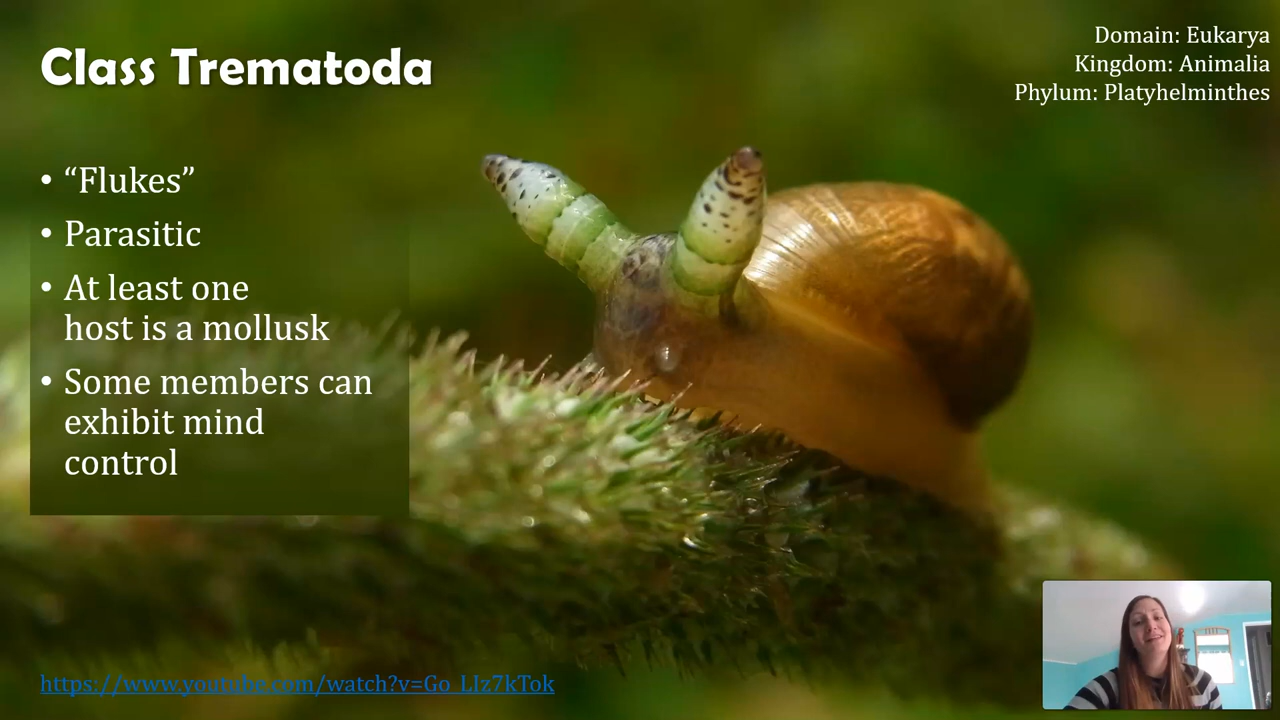 Class Trematoda
Domain: Eukarya
Kingdom: Animalia
Phylum: Platyhelminthes
• “Flukes”
• Parasitic
• At least one
host is a mollusk
• Some members can
exhibit mind
control
https://www.youtube.com/watch?v=Go_LIz7kTok